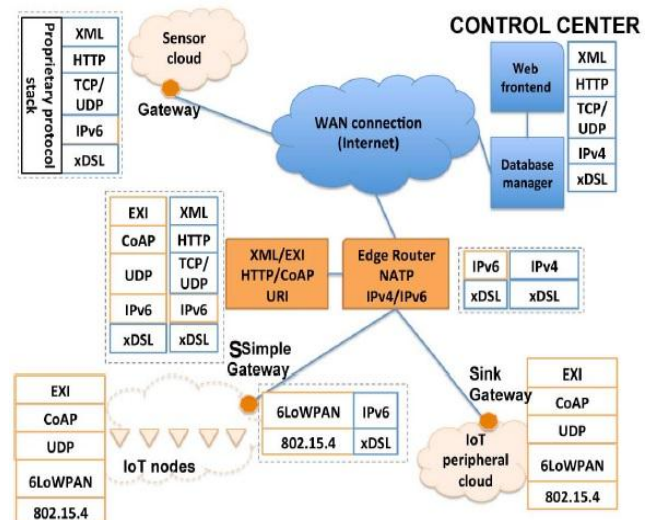 Proprietary protocol
stack
XML
HTTP
TCP/
UDP
IPv6
xDSL
Sensor
cloud
Gateway
WAN connection
(Internet)
CONTROL CENTER
Web
frontend
Database
manager
XML
HTTP
TCP/
UDP
IPv4
xDSL
EXI
CoAP
UDP
IPv6
xDSL
XML
HTTP
TCP/
UDP
IPv6
xDSL
XML/EXI
HTTP/CoAP
URI
Edge Router
NATP
IPv4/IPv6
IPv6 IPv4
xDSL xDSL
SSimple
Gateway
EXI
CoAP
UDP
6LoWPAN
802.15.4
IoT nodes
6LoWPAN IPv6
802.15.4 xDSL
Sink
Gateway
IoT
peripheral
cloud
EXI
CoAP
UDP
6LoWPAN
802.15.4